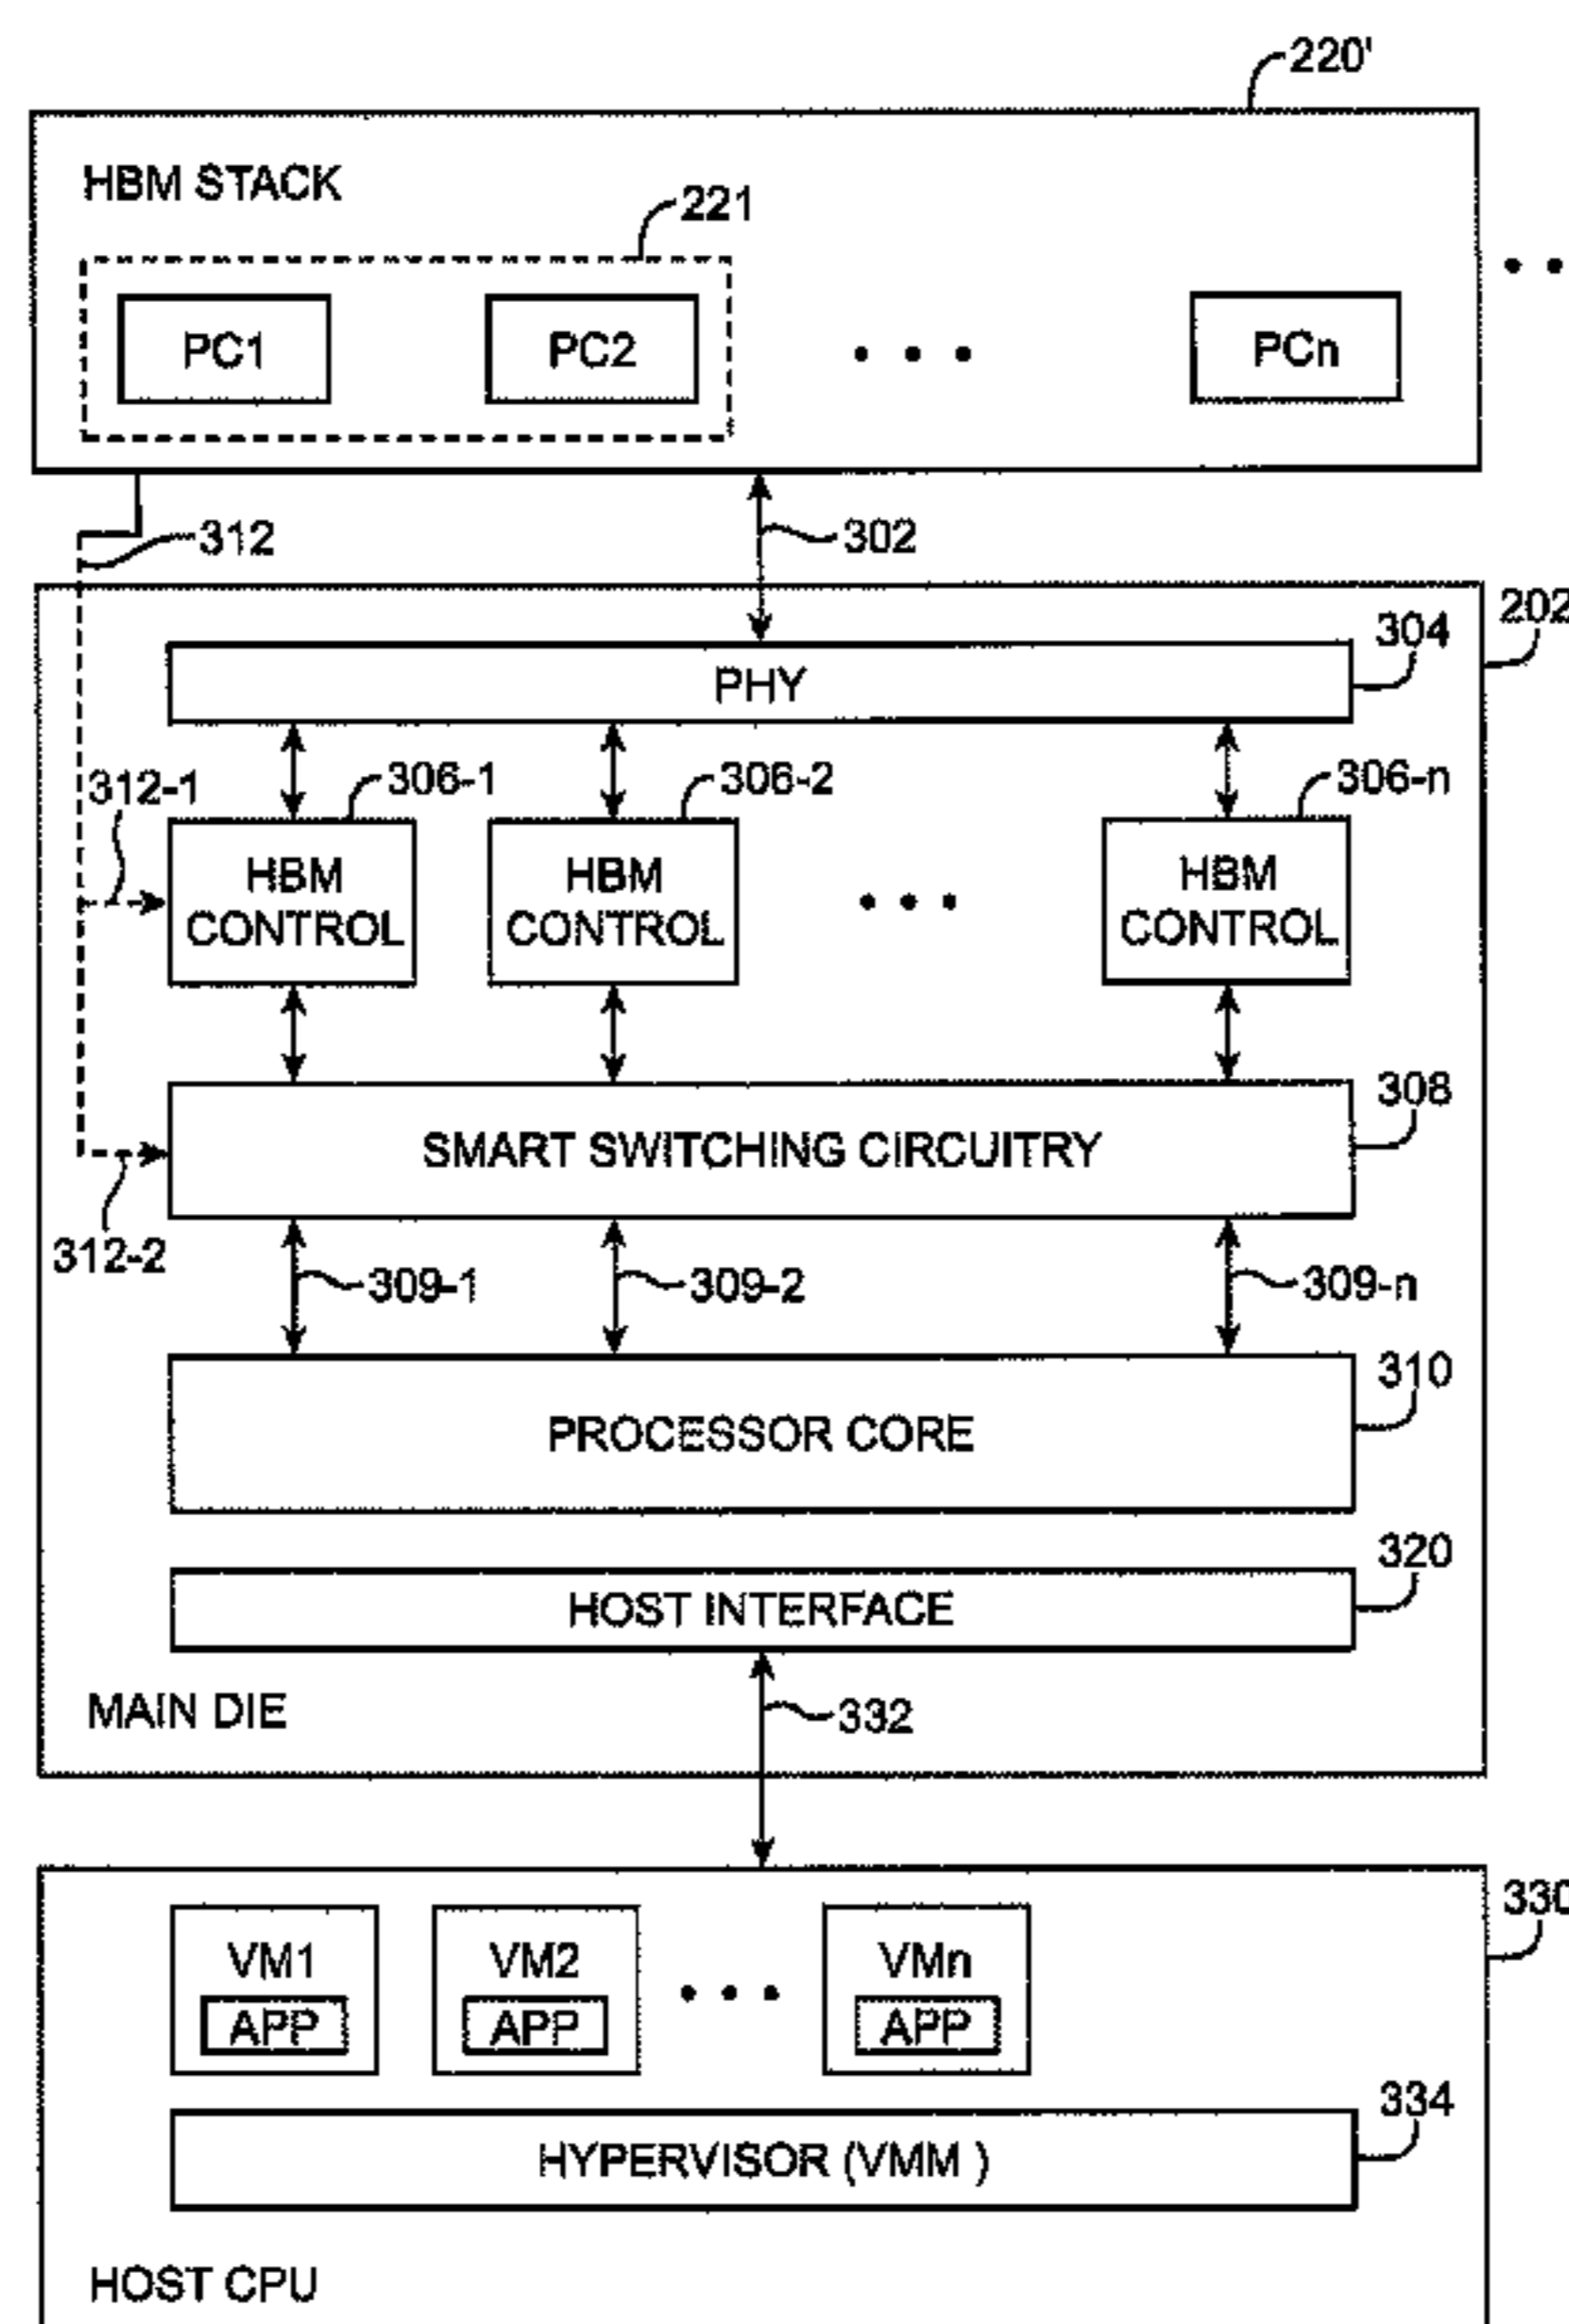 220'
HBM STACK
221
PC1 PC2 • • • PCn • •
312 302
202
304
PHY
312-1 306-1 306-2 306-n
HBM CONTROL
HBM CONTROL
• • •
HBM CONTROL
308
SMART SWITCHING CIRCUITRY
312-2 309-1 309-2 309-n
310
PROCESSOR CORE
320
HOST INTERFACE
MAIN DIE 332
330
VM1 VM2 • • • VMn
APP APP APP
334
HYPERVISOR (VMM )
HOST CPU